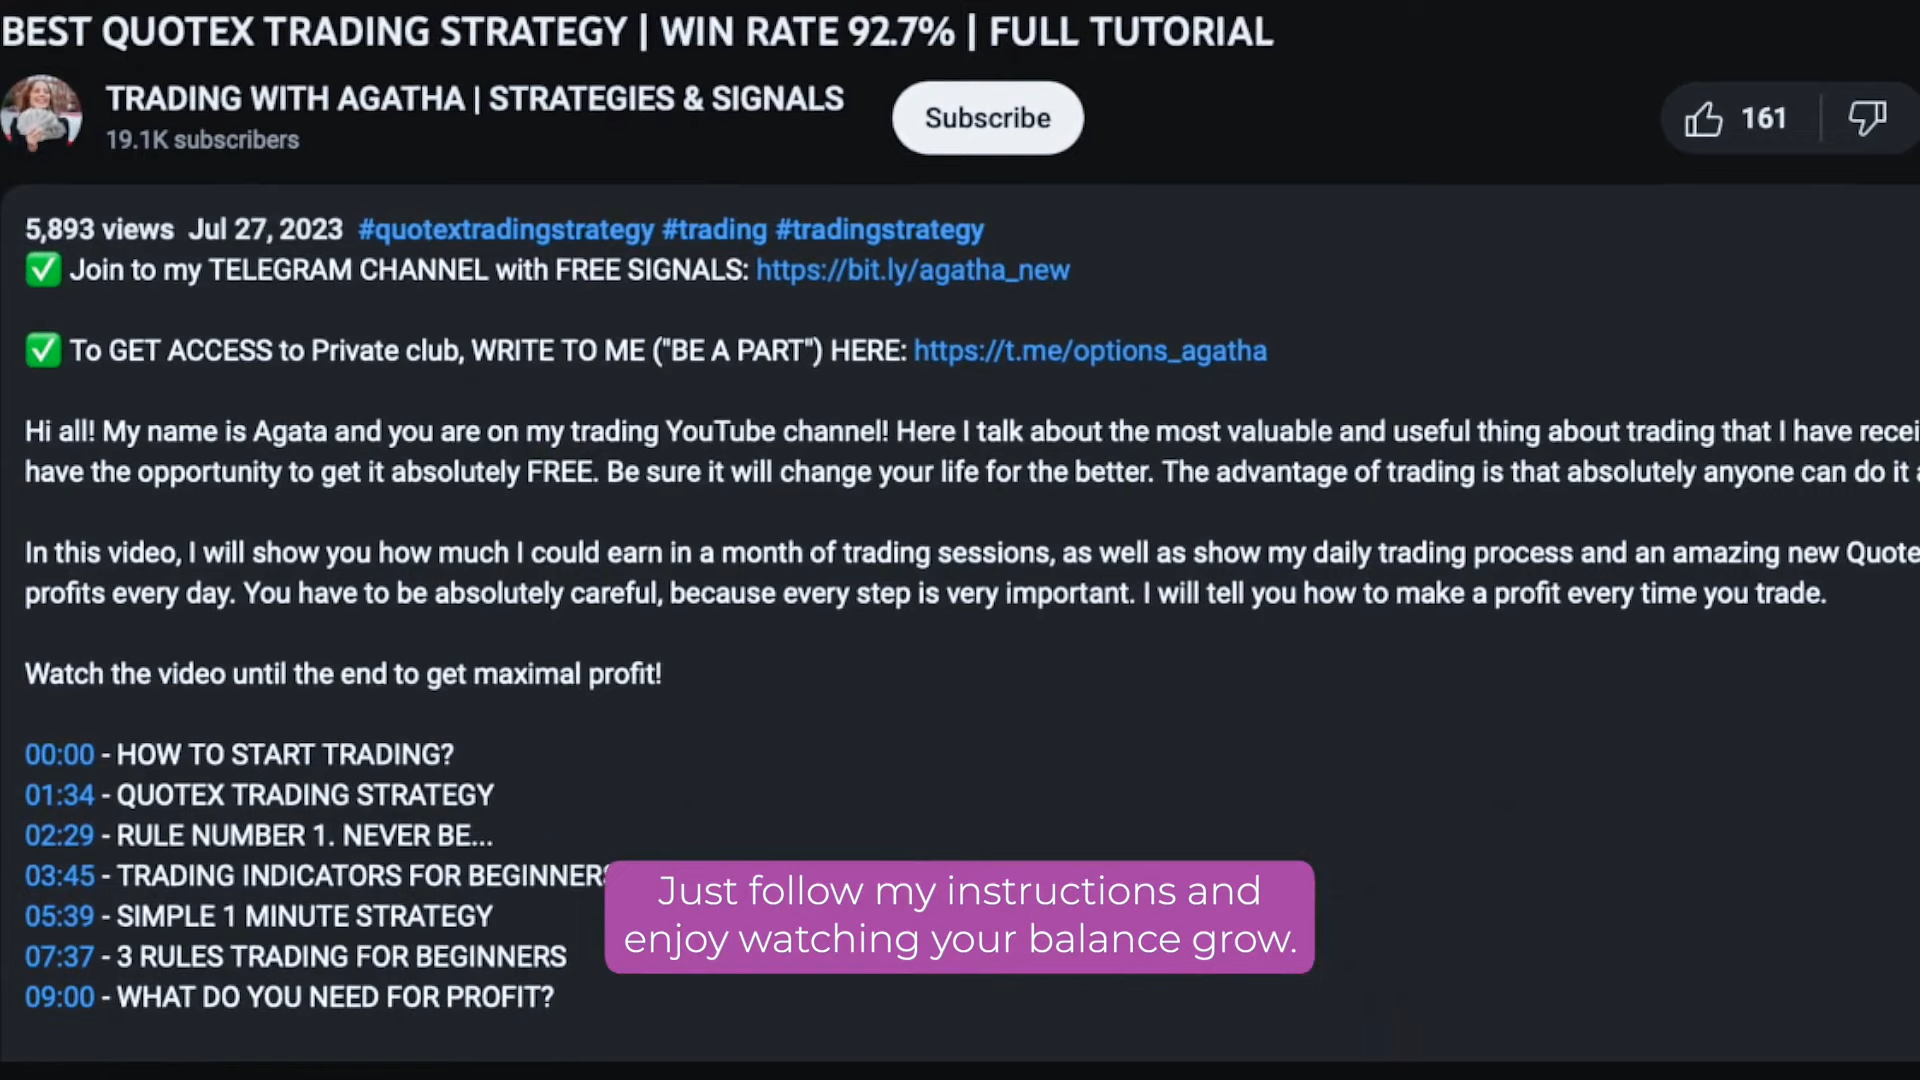 BEST QUOTEX TRADING STRATEGY | WIN RATE 92.7% | FULL TUTORIAL
TRADING WITH AGATHA | STRATEGIES & SIGNALS
19.1K subscribers
Subscribe
161
5,893 views Jul 27, 2023 #quotextradingstrategy #trading #tradingstrategy
✅ Join to my TELEGRAM CHANNEL with FREE SIGNALS: https://bit.ly/agatha_new
✅ To GET ACCESS to Private club, WRITE TO ME ("BE A PART") HERE: https://t.me/options_agatha
Hi all! My name is Agata and you are on my trading YouTube channel! Here I talk about the most valuable and useful thing about trading that I have recei
have the opportunity to get it absolutely FREE. Be sure it will change your life for the better. The advantage of trading is that absolutely anyone can do it
In this video, I will show you how much I could earn in a month of trading sessions, as well as show my daily trading process and an amazing new Quote
profits every day. You have to be absolutely careful, because every step is very important. I will tell you how to make a profit every time you trade.
Watch the video until the end to get maximal profit!
00:00 - HOW TO START TRADING?
01:34 - QUOTEX TRADING STRATEGY
02:29 - RULE NUMBER 1. NEVER BE...
03:45 - TRADING INDICATORS FOR BEGINNERS
05:39 - SIMPLE 1 MINUTE STRATEGY
07:37 - 3 RULES TRADING FOR BEGINNERS
09:00 - WHAT DO YOU NEED FOR PROFIT?
Just follow my instructions and
enjoy watching your balance grow.